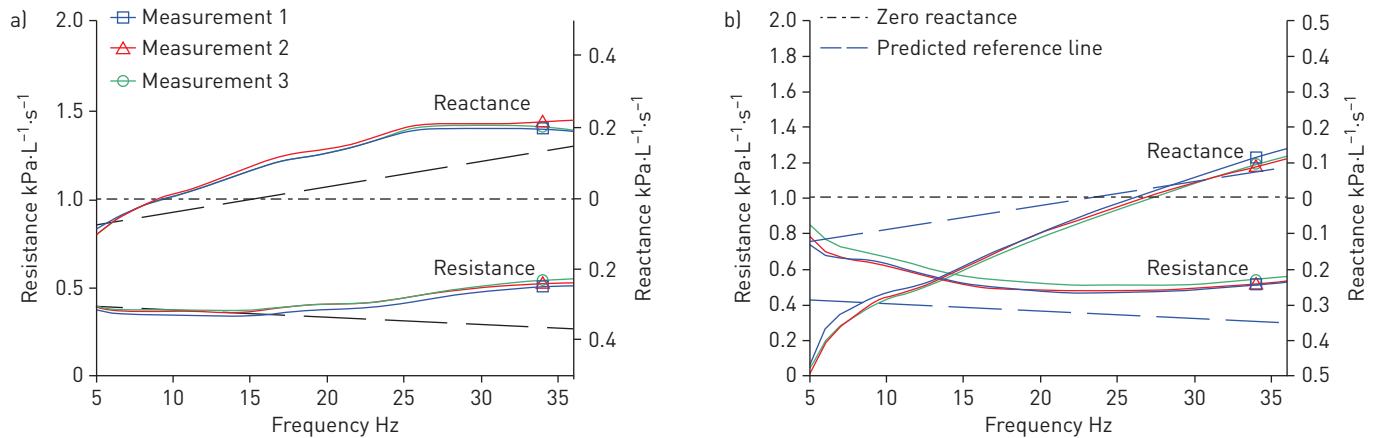 a)
2.0
1.5
1.0
0.5
0
Resistance kPa·L⁻¹·s⁻¹
Measurement 1
Measurement 2
Measurement 3
Reactance
Resistance
0.4
0.2
0
0.2
0.4
Reactance kPa·L⁻¹·s⁻¹
5 10 15 20 25 30 35
Frequency Hz
b)
2.0
1.8
1.6
1.4
1.2
1.0
0.8
0.6
0.4
0.2
0
Resistance kPa·L⁻¹·s⁻¹
Zero reactance
Predicted reference line
Reactance
Resistance
0.5
0.4
0.3
0.2
0.1
0
0.1
0.2
0.3
0.4
0.5
Reactance kPa·L⁻¹·s⁻¹
5 10 15 20 25 30 35
Frequency Hz